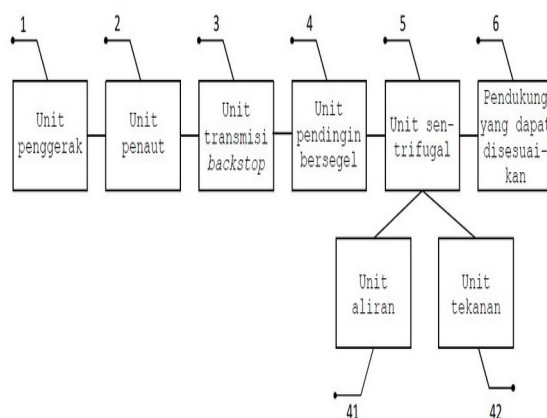 1 2 3 4 5 6
Unit
penggerak
Unit
penaut
Unit
transmisi
backstop
Unit
pendingin
bersegel
Unit sen-
trifugal
Pendukung
yang dapat
disesuai-
kan
Unit
aliran
Unit
tekanan
41 42